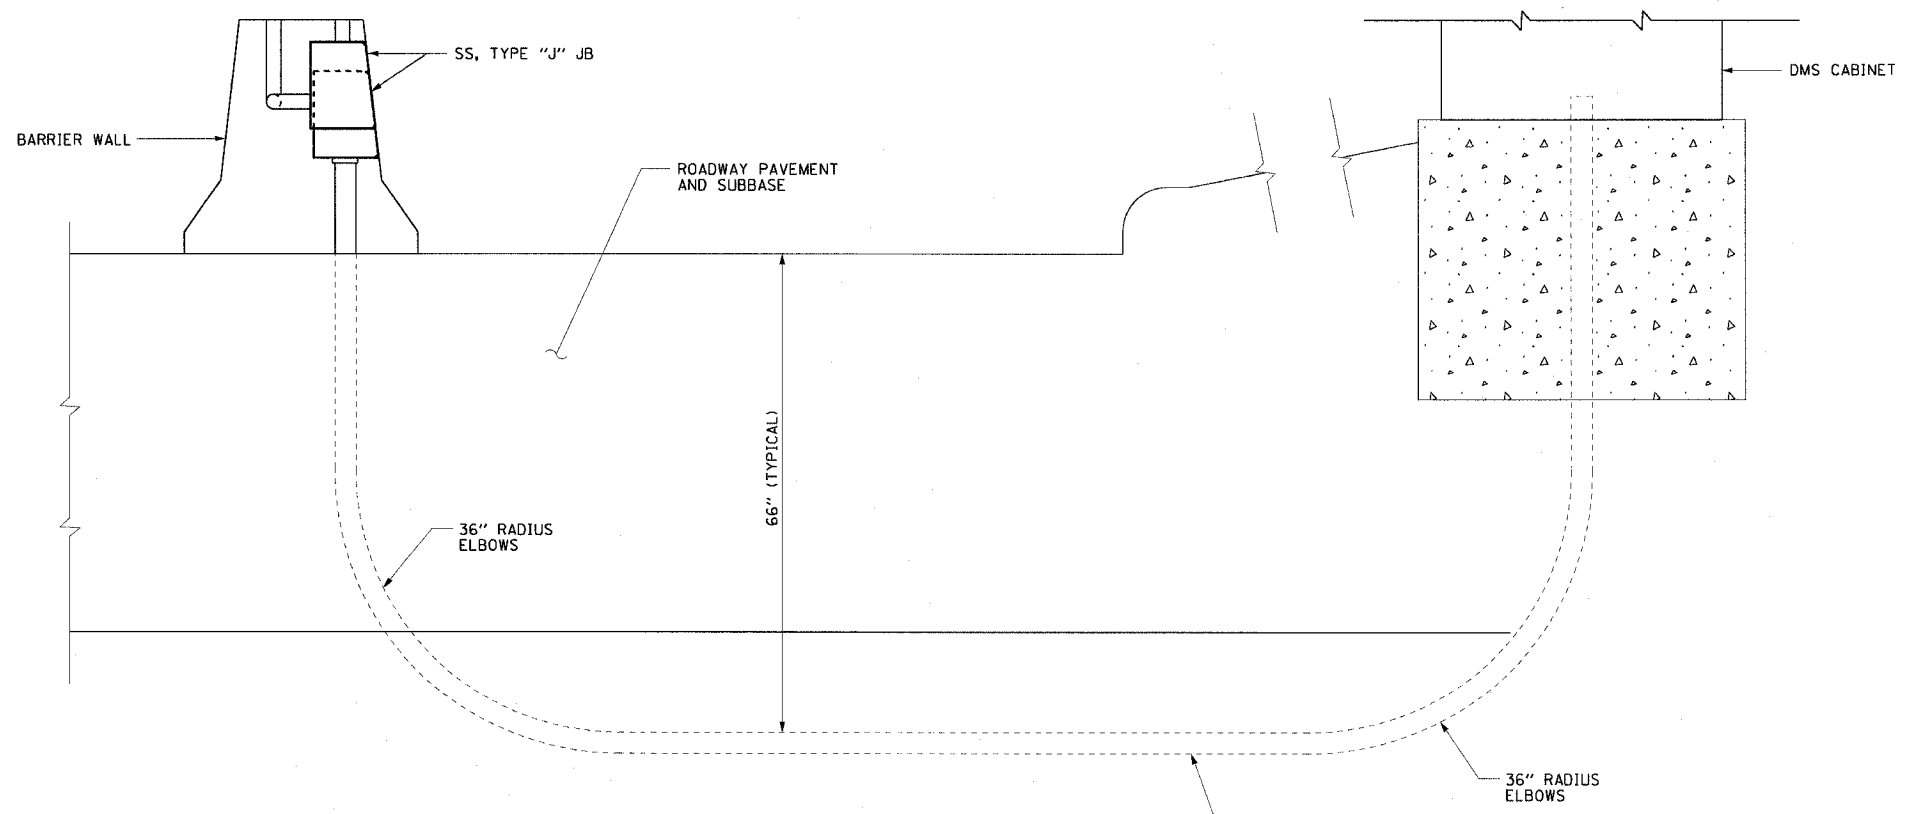 SS, TYPE "J" JB
DMS CABINET
BARRIER WALL
ROADWAY PAVEMENT
AND SUBBASE
66" (TYPICAL)
36" RADIUS
ELBOWS
36" RADIUS
ELBOWS